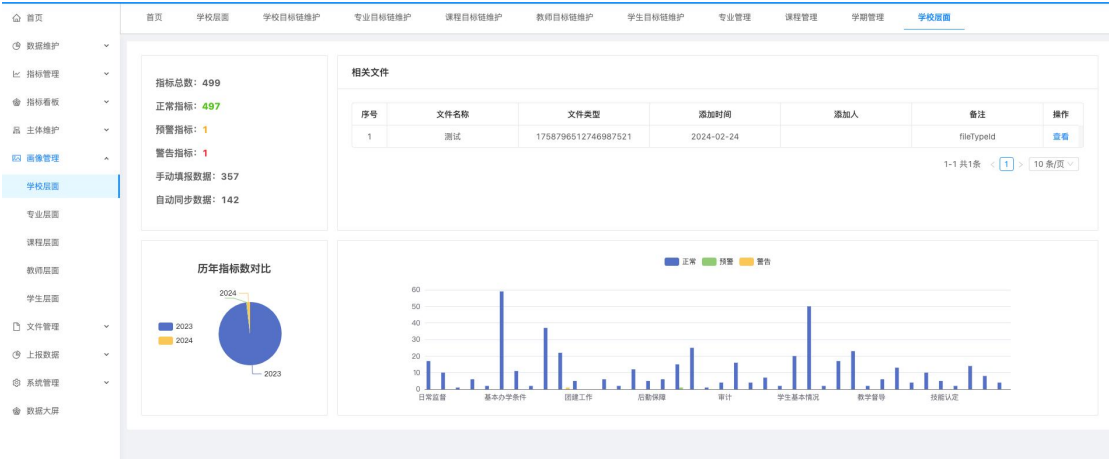 首页
数据维护
指标管理
指标看板
主体维护
画像管理
学校层面
专业层面
课程层面
教师层面
学生层面
文件管理
上报数据
系统管理
数据大屏
首页 学校层面 学校目标链维护 专业目标链维护 课程目标链维护 教师目标链维护 学生目标链维护 专业管理 课程管理 学期管理 学校层面
指标总数：499
正常指标：497
预警指标：1
警告指标：1
手动填报数据：357
自动同步数据：142
相关文件
序号 文件名称 文件类型 添加时间 添加人 备注 操作
1 测试 1758796512746987521 2024-02-24 fileTypeId 查看
1-1 共1条 < 1 > 10 条/页
历年指标数对比
2024
2023
2024
2023
正常 预警 警告
60
50
40
30
20
10
0
日常监督 基本办学条件 团建工作 后勤保障 审计 学生基本情况 教学督导 技能认定